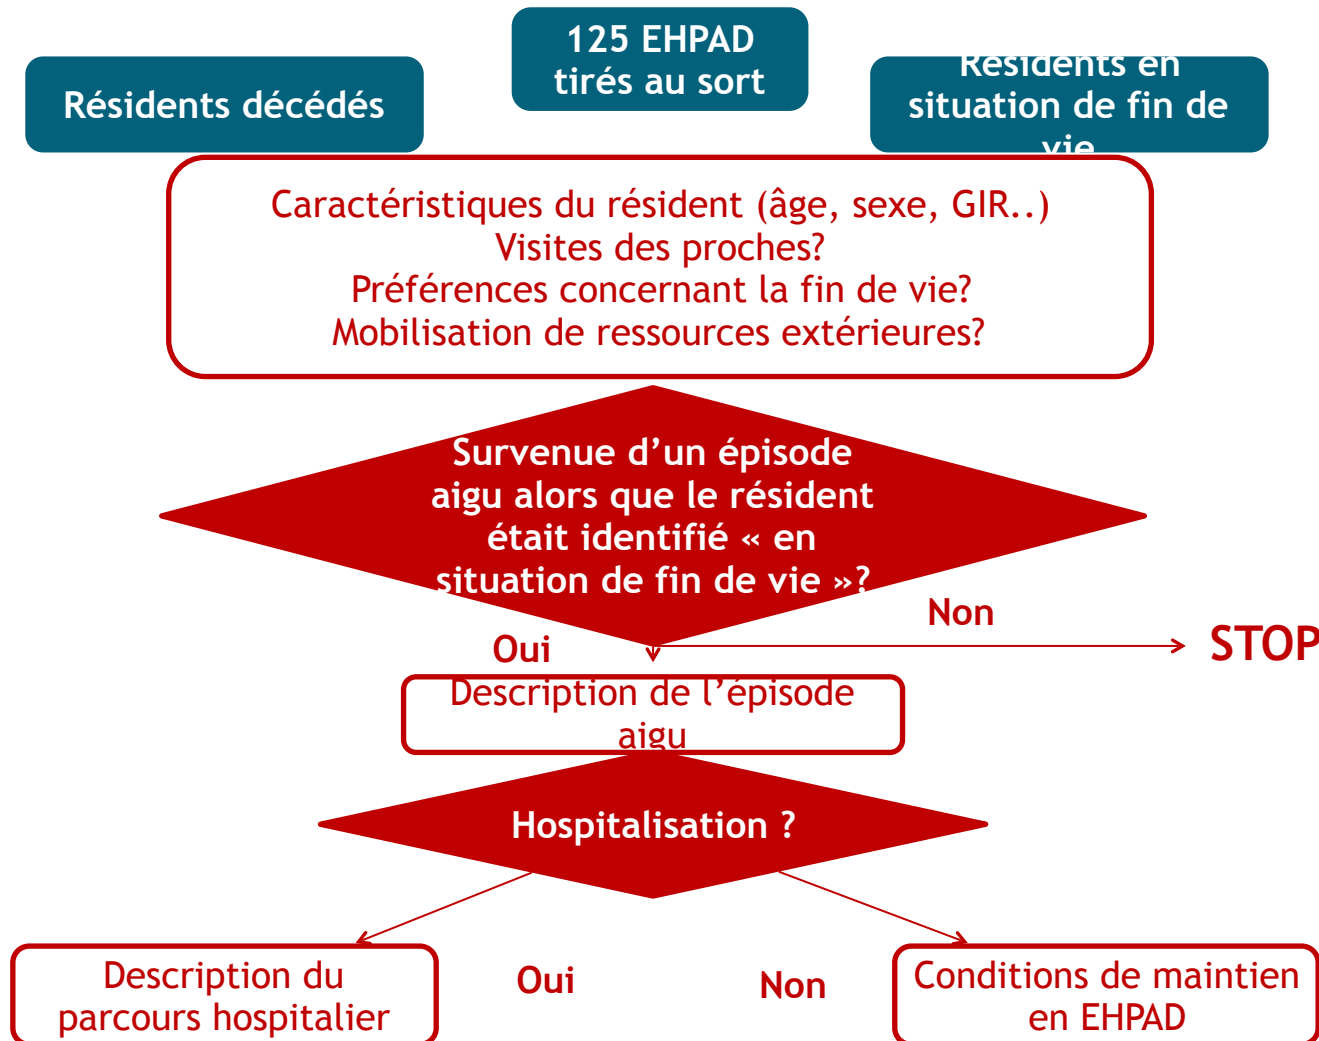 125 EHPAD
tirés au sort
Résidents décédés
Résidents en
situation de fin de
vie
Caractéristiques du résident (âge, sexe, GIR..)
Visites des proches?
Préférences concernant la fin de vie?
Mobilisation de ressources extérieures?
Survenue d’un épisode
aigu alors que le résident
était identifié « en
situation de fin de vie »?
Non
Oui
STOP
Description de l’épisode
aigu
Hospitalisation ?
Description du
parcours hospitalier
Oui
Non
Conditions de maintien
en EHPAD